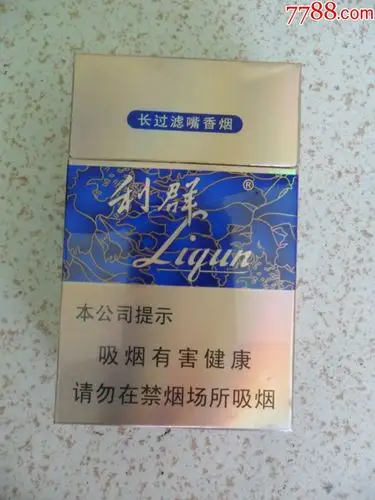 7788.com
长过滤嘴香烟
利群®
Liqun
本公司提示
吸烟有害健康
请勿在禁烟场所吸烟